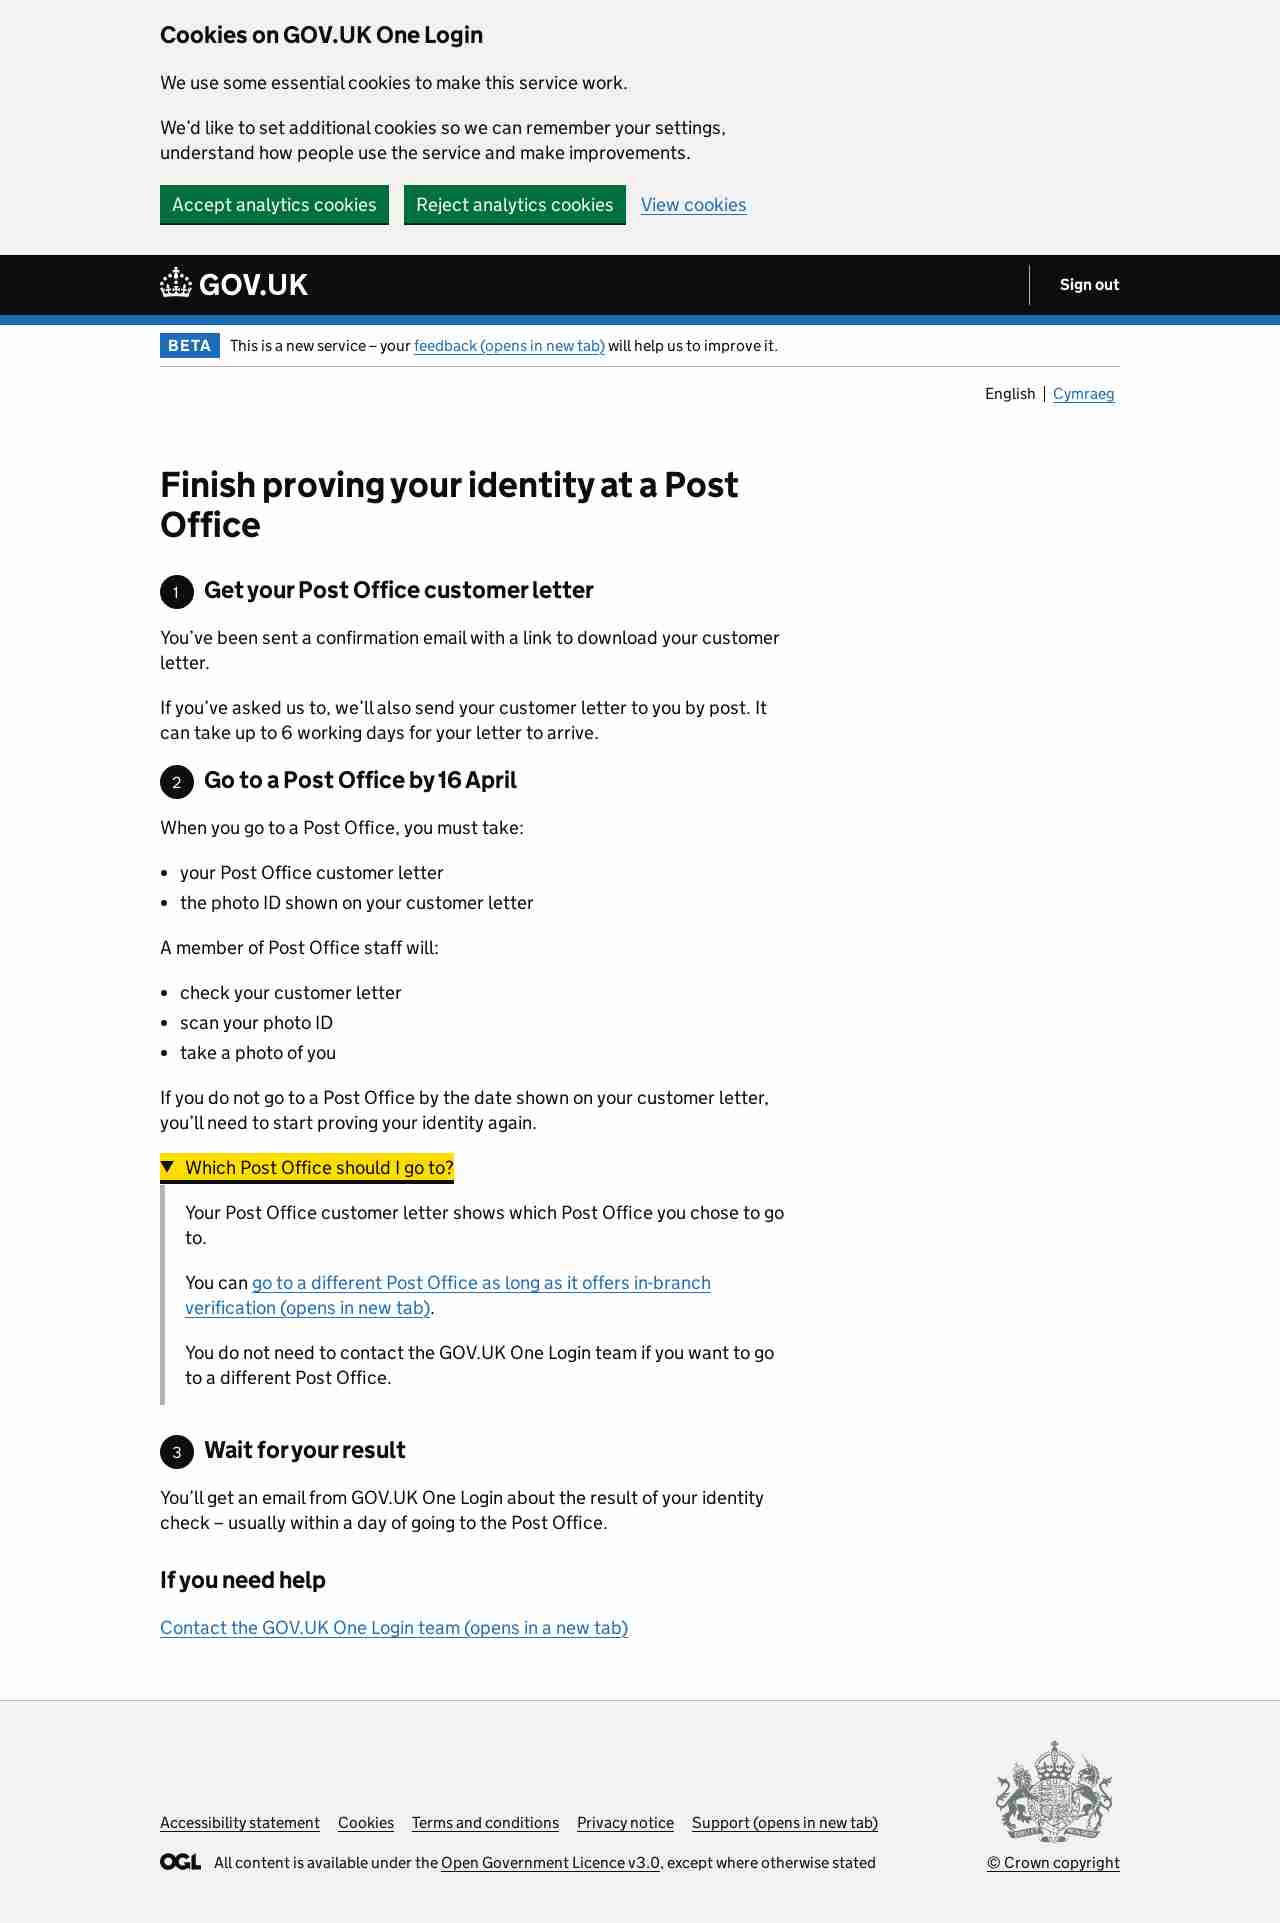 Cookies on GOV.UK One Login
We use some essential cookies to make this service work.
We’d like to set additional cookies so we can remember your settings,
understand how people use the service and make improvements.
Accept analytics cookies Reject analytics cookies View cookies
GOV.UK Sign out
BETA This is a new service – your feedback (opens in new tab) will help us to improve it.
English Cymraeg
Finish proving your identity at a Post
Office
1 Get your Post Office customer letter
You’ve been sent a confirmation email with a link to download your customer
letter.
If you’ve asked us to, we’ll also send your customer letter to you by post. It
can take up to 6 working days for your letter to arrive.
2 Go to a Post Office by 16 April
When you go to a Post Office, you must take:
• your Post Office customer letter
• the photo ID shown on your customer letter
A member of Post Office staff will:
• check your customer letter
• scan your photo ID
• take a photo of you
If you do not go to a Post Office by the date shown on your customer letter,
you’ll need to start proving your identity again.
▼ Which Post Office should I go to?
Your Post Office customer letter shows which Post Office you chose to go
to.
You can go to a different Post Office as long as it offers in-branch
verification (opens in new tab).
You do not need to contact the GOV.UK One Login team if you want to go
to a different Post Office.
3 Wait for your result
You’ll get an email from GOV.UK One Login about the result of your identity
check – usually within a day of going to the Post Office.
If you need help
Contact the GOV.UK One Login team (opens in a new tab)
Accessibility statement Cookies Terms and conditions Privacy notice Support (opens in new tab)
OGL All content is available under the Open Government Licence v3.0, except where otherwise stated
© Crown copyright